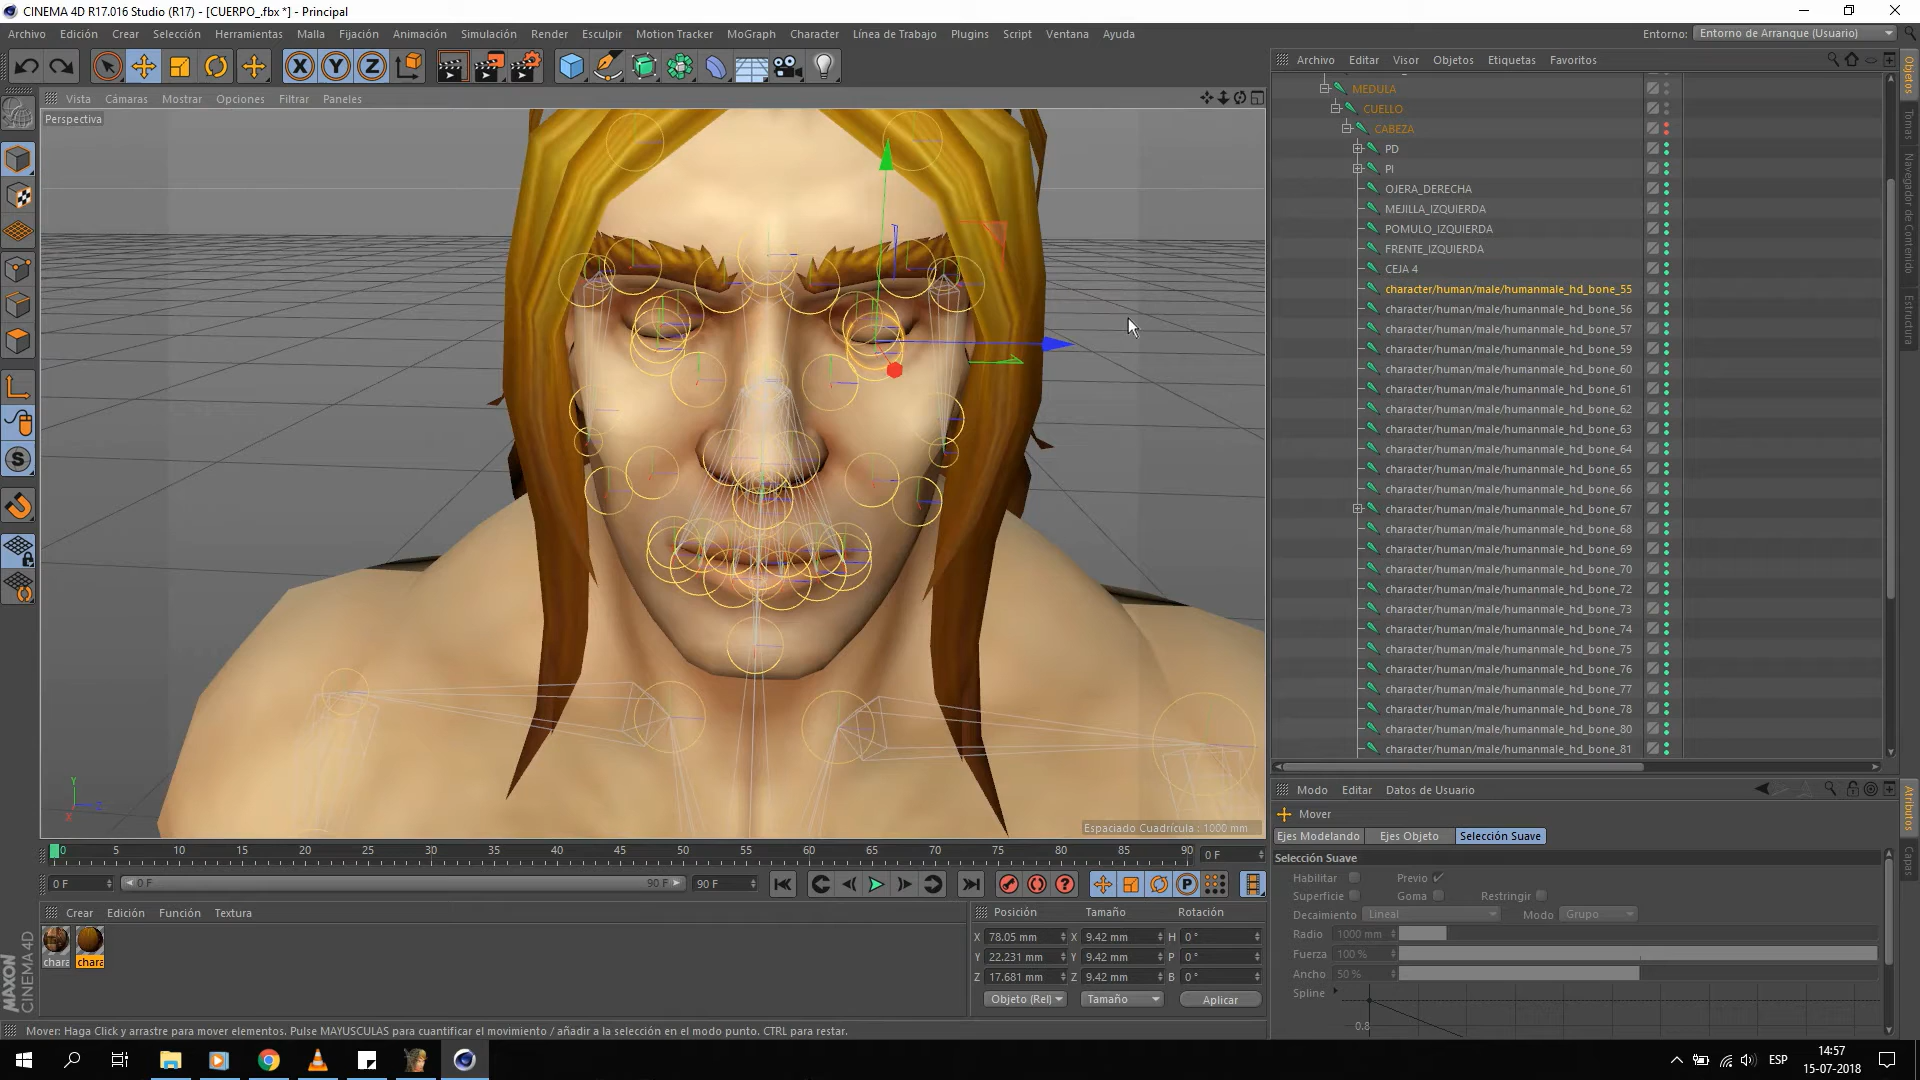 CINEMA 4D R17.016 Studio (R17) - [CUERPO_.fbx *] - Principal
Archivo Edición Crear Selección Herramientas Malla Fijación Animación Simulación Render Esculpir Motion Tracker MoGraph Character Línea de Trabajo Plugins Script Ventana Ayuda Entorno: Entorno de Arranque (Usuario)
X Y Z
Archivo Editar Visor Objetos Etiquetas Favoritos
Vista Cámaras Mostrar Opciones Filtrar Paneles
Perspectiva
MEDULA
CUELLO
CABEZA
PD
PI
OJERA_DERECHA
MEJILLA_IZQUIERDA
POMULO_IZQUIERDA
FRENTE_IZQUIERDA
CEJA 4
character/human/male/humanmale_hd_bone_55
character/human/male/humanmale_hd_bone_56
character/human/male/humanmale_hd_bone_57
character/human/male/humanmale_hd_bone_59
character/human/male/humanmale_hd_bone_60
character/human/male/humanmale_hd_bone_61
character/human/male/humanmale_hd_bone_62
character/human/male/humanmale_hd_bone_63
character/human/male/humanmale_hd_bone_64
character/human/male/humanmale_hd_bone_65
character/human/male/humanmale_hd_bone_66
character/human/male/humanmale_hd_bone_67
character/human/male/humanmale_hd_bone_68
character/human/male/humanmale_hd_bone_69
character/human/male/humanmale_hd_bone_70
character/human/male/humanmale_hd_bone_72
character/human/male/humanmale_hd_bone_73
character/human/male/humanmale_hd_bone_74
character/human/male/humanmale_hd_bone_75
character/human/male/humanmale_hd_bone_76
character/human/male/humanmale_hd_bone_77
character/human/male/humanmale_hd_bone_78
character/human/male/humanmale_hd_bone_80
character/human/male/humanmale_hd_bone_81
Objetos
Tomas
Navegador de Contenido
Estructura
Y
Z
X
Espaciado Cuadrícula : 1000 mm
0 5 10 15 20 25 30 35 40 45 50 55 60 65 70 75 80 85 90 0 F
0 F 0 F 90 F 90 F
Crear Edición Función Textura
chara chara
MAXON
CINEMA 4D
Posición Tamaño Rotación
X 78.05 mm X 9.42 mm H 0 °
Y 22.231 mm Y 9.42 mm P 0 °
Z 17.681 mm Z 9.42 mm B 0 °
Objeto (Rel) Tamaño Aplicar
Modo Editar Datos de Usuario
Mover
Ejes Modelando Ejes Objeto Selección Suave
Selección Suave
Habilitar Previo
Superficie Goma Restringir
Decaimiento Lineal Modo Grupo
Radio 1000 mm
Fuerza 100 %
Ancho 50 %
Spline
0.8
Atributos
Capas
Mover: Haga Click y arrastre para mover elementos. Pulse MAYUSCULAS para cuantificar el movimiento / añadir a la selección en el modo punto. CTRL para restar.
ESP
14:57
15-07-2018